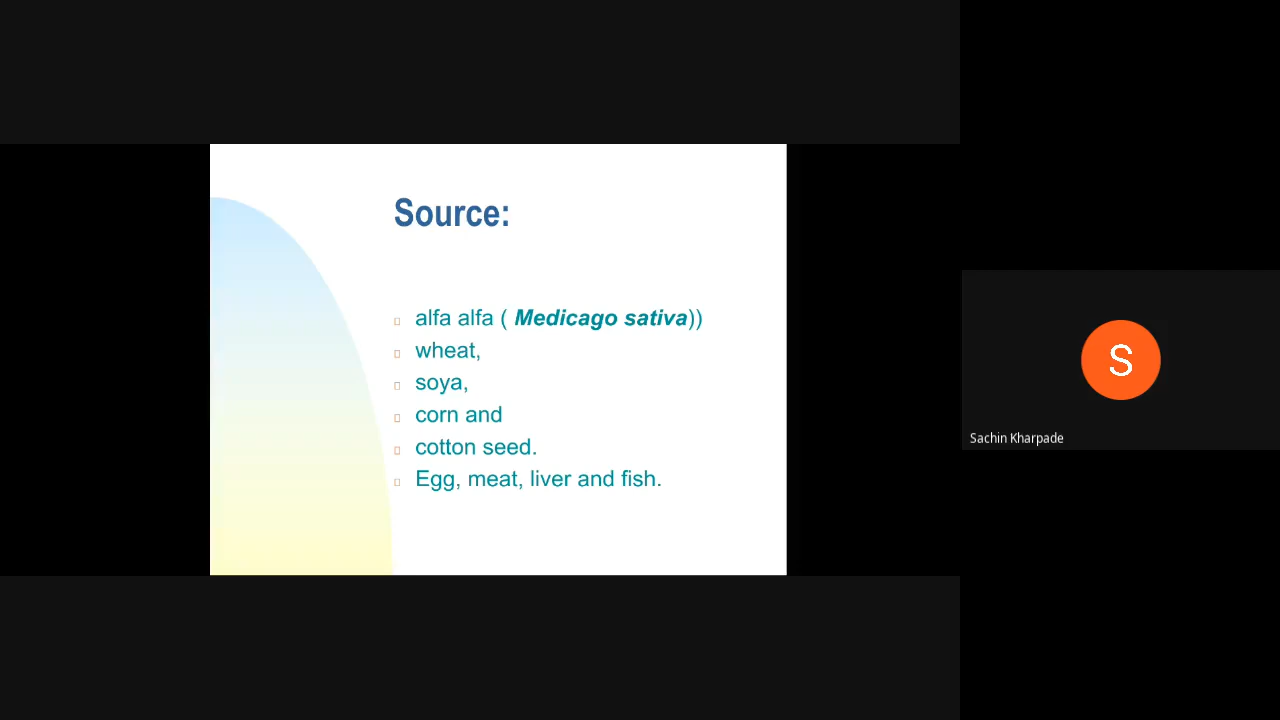 Source:
alfa alfa ( Medicago sativa))
wheat,
soya,
corn and
cotton seed.
Egg, meat, liver and fish.
S
Sachin Kharpade